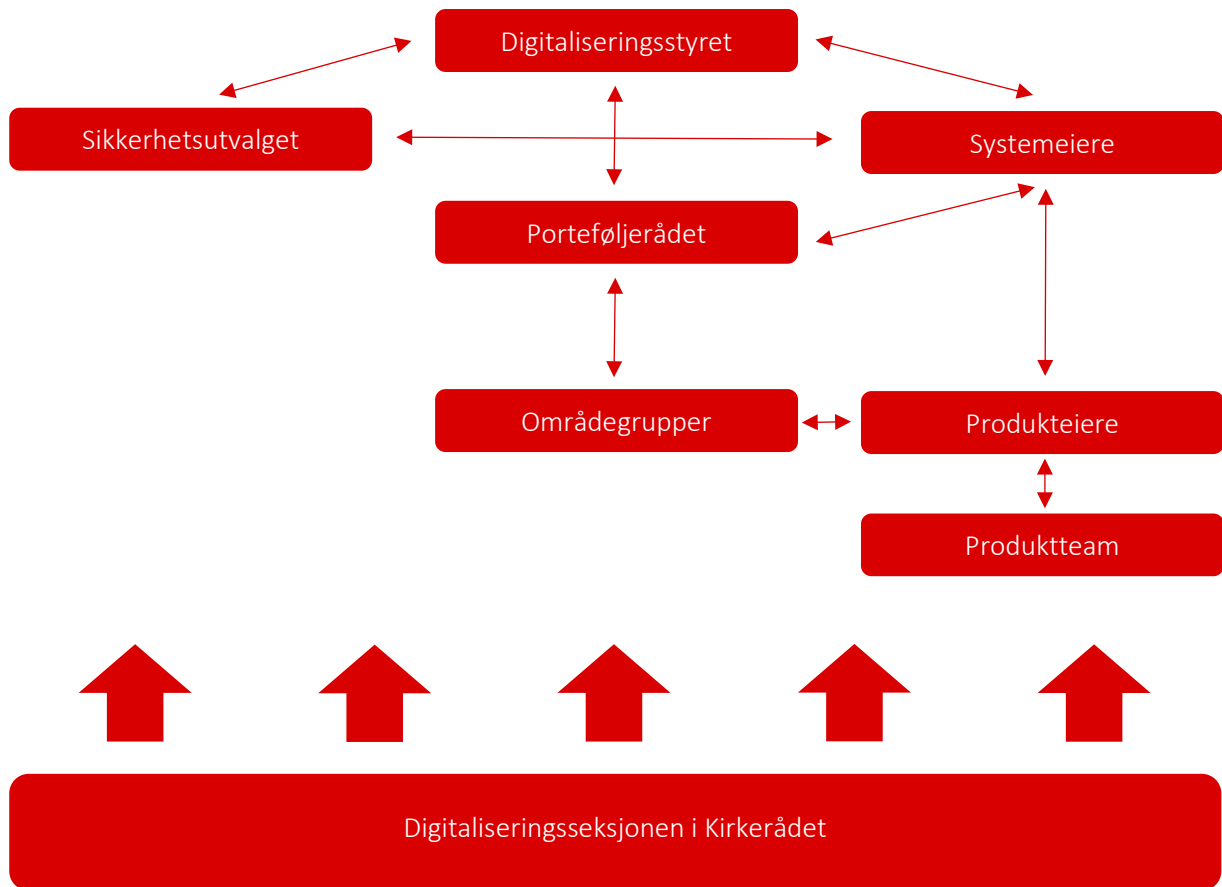 Digitaliseringsstyret
Sikkerhetsutvalget
Systemeiere
Porteføljerådet
Områdegrupper
Produkteiere
Produktteam
Digitaliseringsseksjonen i Kirkerådet